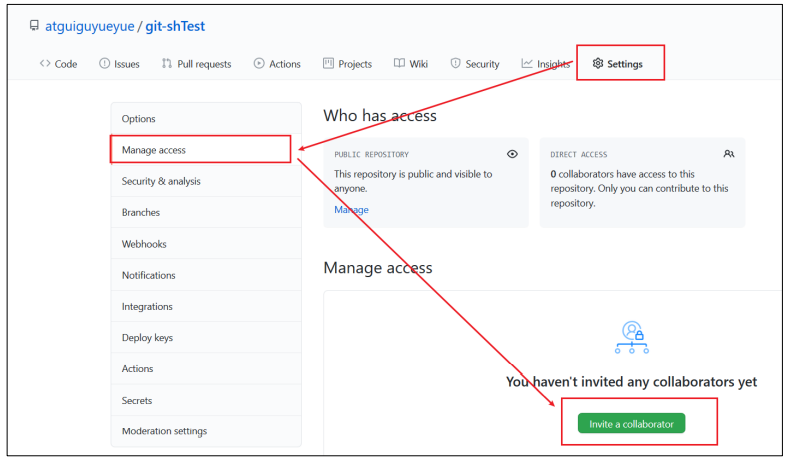 atguiguyueyue / git-shTest
Code Issues Pull requests Actions Projects Wiki Security Insights Settings
Options
Manage access
Security & analysis
Branches
Webhooks
Notifications
Integrations
Deploy keys
Actions
Secrets
Moderation settings
Who has access
PUBLIC REPOSITORY
This repository is public and visible to
anyone.
Manage
DIRECT ACCESS
0 collaborators have access to this
repository. Only you can contribute to this
repository.
Manage access
You haven't invited any collaborators yet
Invite a collaborator